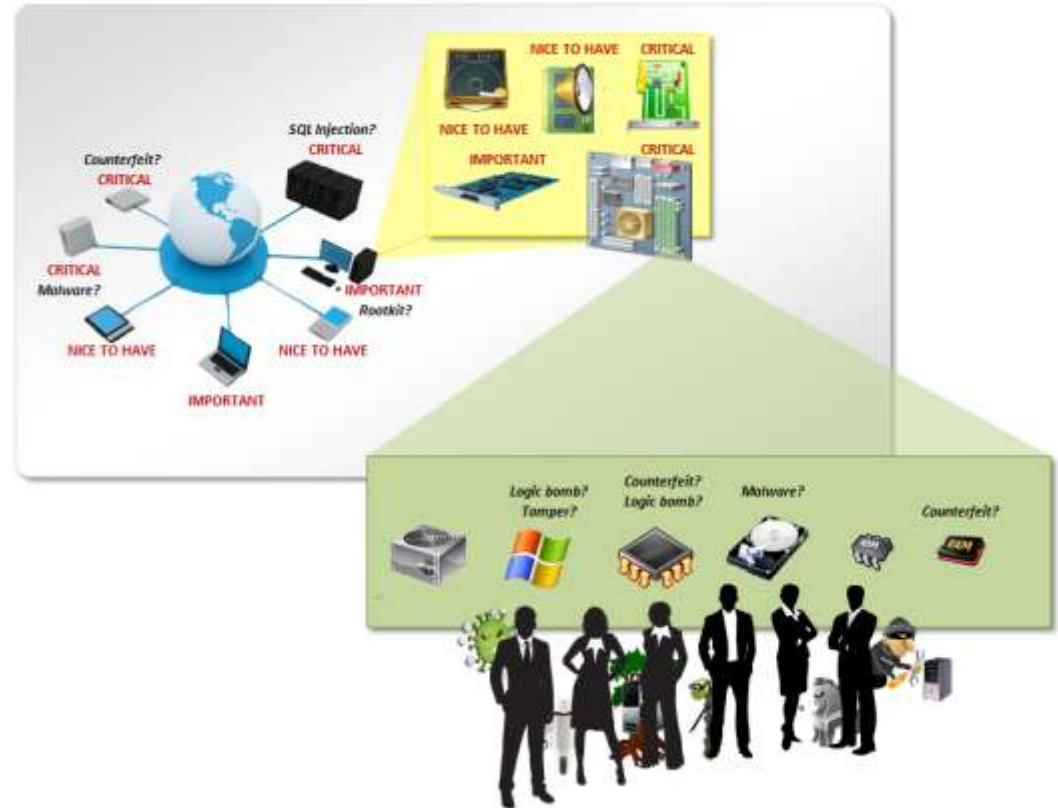 NICE TO HAVE
CRITICAL
NICE TO HAVE
IMPORTANT
CRITICAL
SQL Injection?
CRITICAL
Counterfeit?
CRITICAL
CRITICAL
Malware?
IMPORTANT
Rootkit?
NICE TO HAVE
NICE TO HAVE
IMPORTANT
Logic bomb?
Tamper?
Counterfeit?
Logic bomb?
Malware?
Counterfeit?